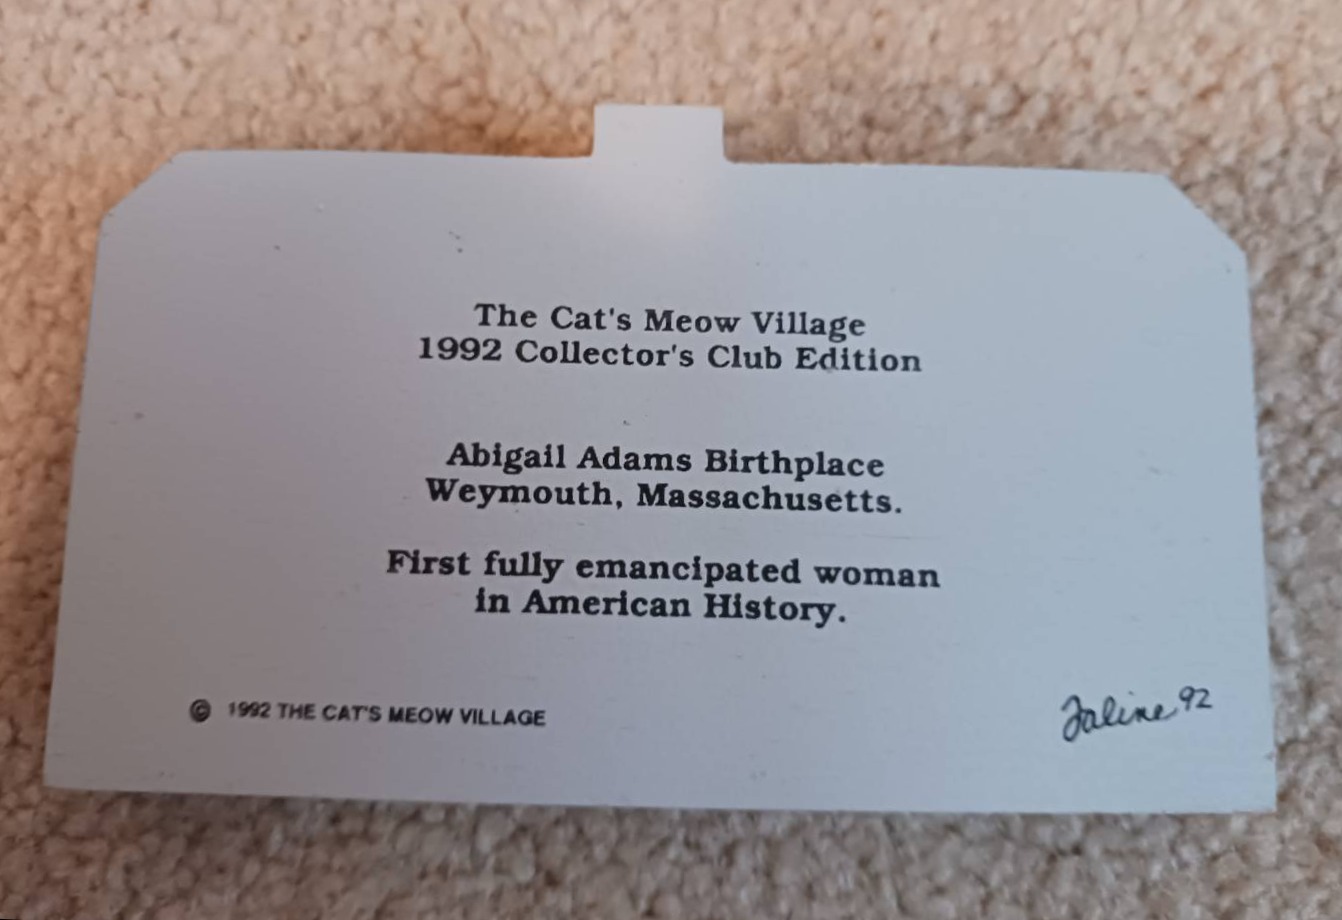 The Cat's Meow Village
1992 Collector's Club Edition
Abigail Adams Birthplace
Weymouth, Massachusetts.
First fully emancipated woman
in American History.
© 1992 THE CAT'S MEOW VILLAGE
Faline 92